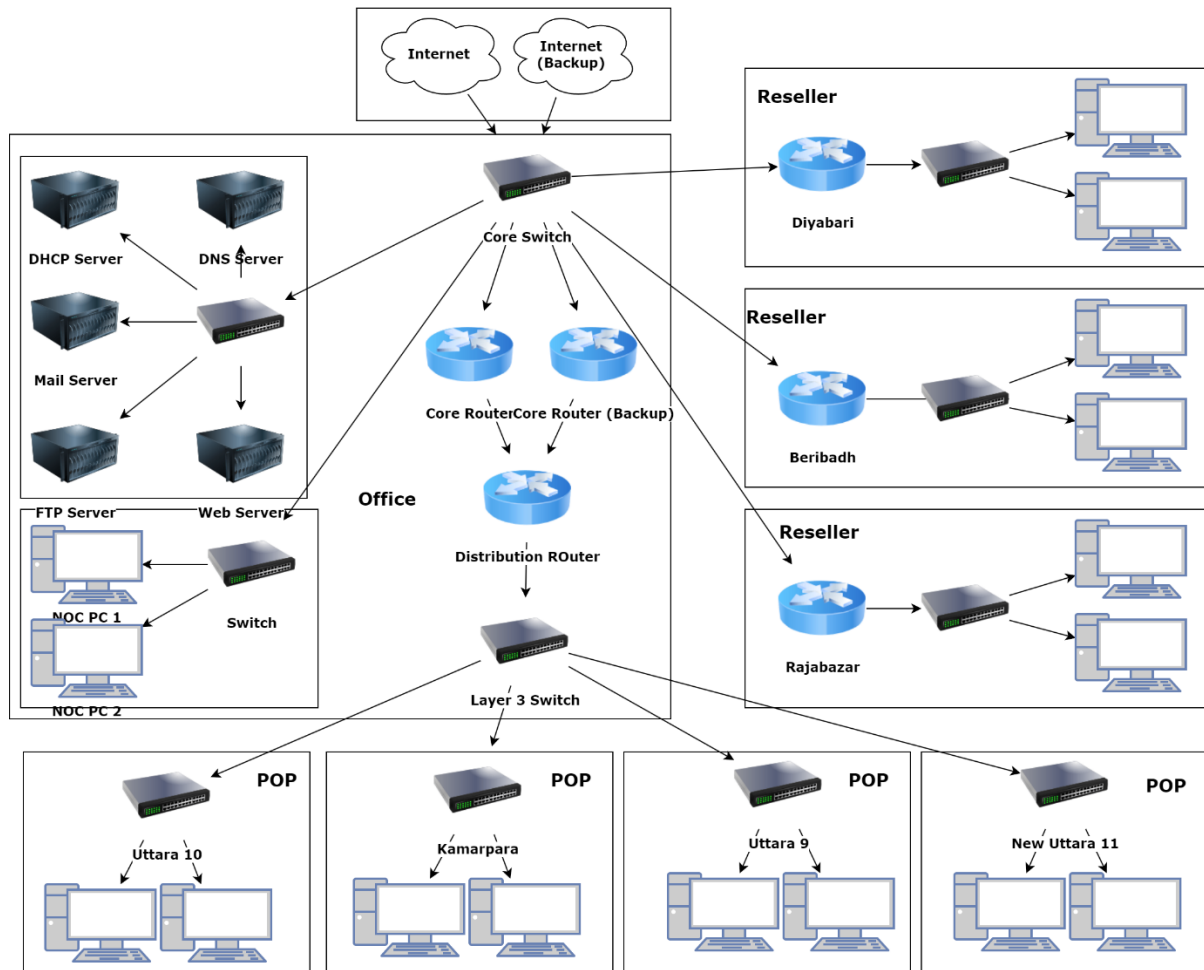 Internet
Internet
(Backup)
Reseller
Diyabari
Core Switch
DHCP Server
DNS Server
Reseller
Mail Server
Core Router
Core Router (Backup)
Beribadh
Office
FTP Server
Web Server
Reseller
Distribution ROuter
NOC PC 1
Switch
Rajabazar
NOC PC 2
Layer 3 Switch
POP
POP
POP
POP
Uttara 10
Kamarpara
Uttara 9
New Uttara 11